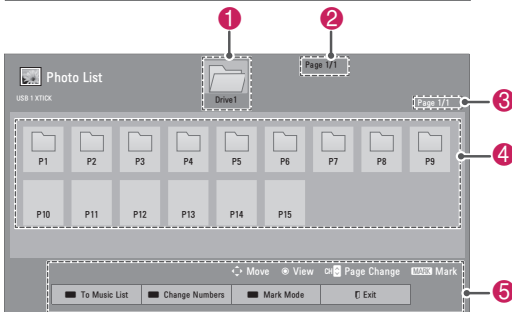 1 2
Page 1/1
Photo List
USB 1 XTICK
Drive1
Page 1/1 3
P1 P2 P3 P4 P5 P6 P7 P8 P9 4
P10 P11 P12 P13 P14 P15
Move View CH Page Change MARK Mark
To Music List Change Numbers Mark Mode Exit 5